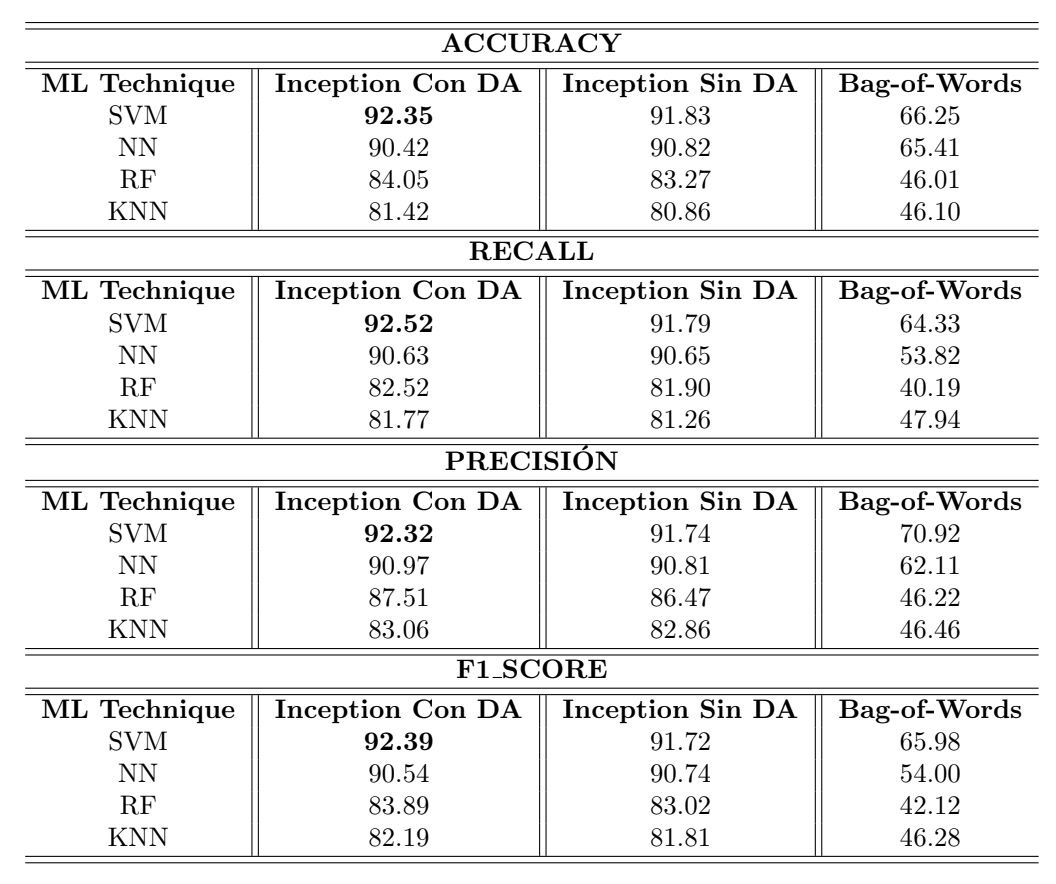 ACCURACY
ML Technique Inception Con DA Inception Sin DA Bag-of-Words
SVM 92.35 91.83 66.25
NN 90.42 90.82 65.41
RF 84.05 83.27 46.01
KNN 81.42 80.86 46.10
RECALL
ML Technique Inception Con DA Inception Sin DA Bag-of-Words
SVM 92.52 91.79 64.33
NN 90.63 90.65 53.82
RF 82.52 81.90 40.19
KNN 81.77 81.26 47.94
PRECISIÓN
ML Technique Inception Con DA Inception Sin DA Bag-of-Words
SVM 92.32 91.74 70.92
NN 90.97 90.81 62.11
RF 87.51 86.47 46.22
KNN 83.06 82.86 46.46
F1_SCORE
ML Technique Inception Con DA Inception Sin DA Bag-of-Words
SVM 92.39 91.72 65.98
NN 90.54 90.74 54.00
RF 83.89 83.02 42.12
KNN 82.19 81.81 46.28